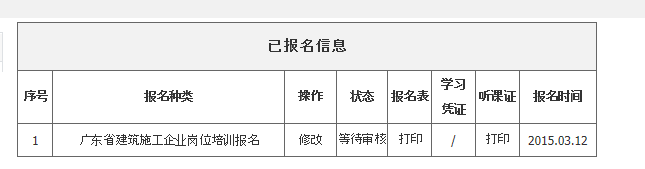 已报名信息
序号 报名种类 操作 状态 报名表 学习凭证 听课证 报名时间
1 广东省建筑施工企业岗位培训报名 修改 等待审核 打印 / 打印 2015.03.12